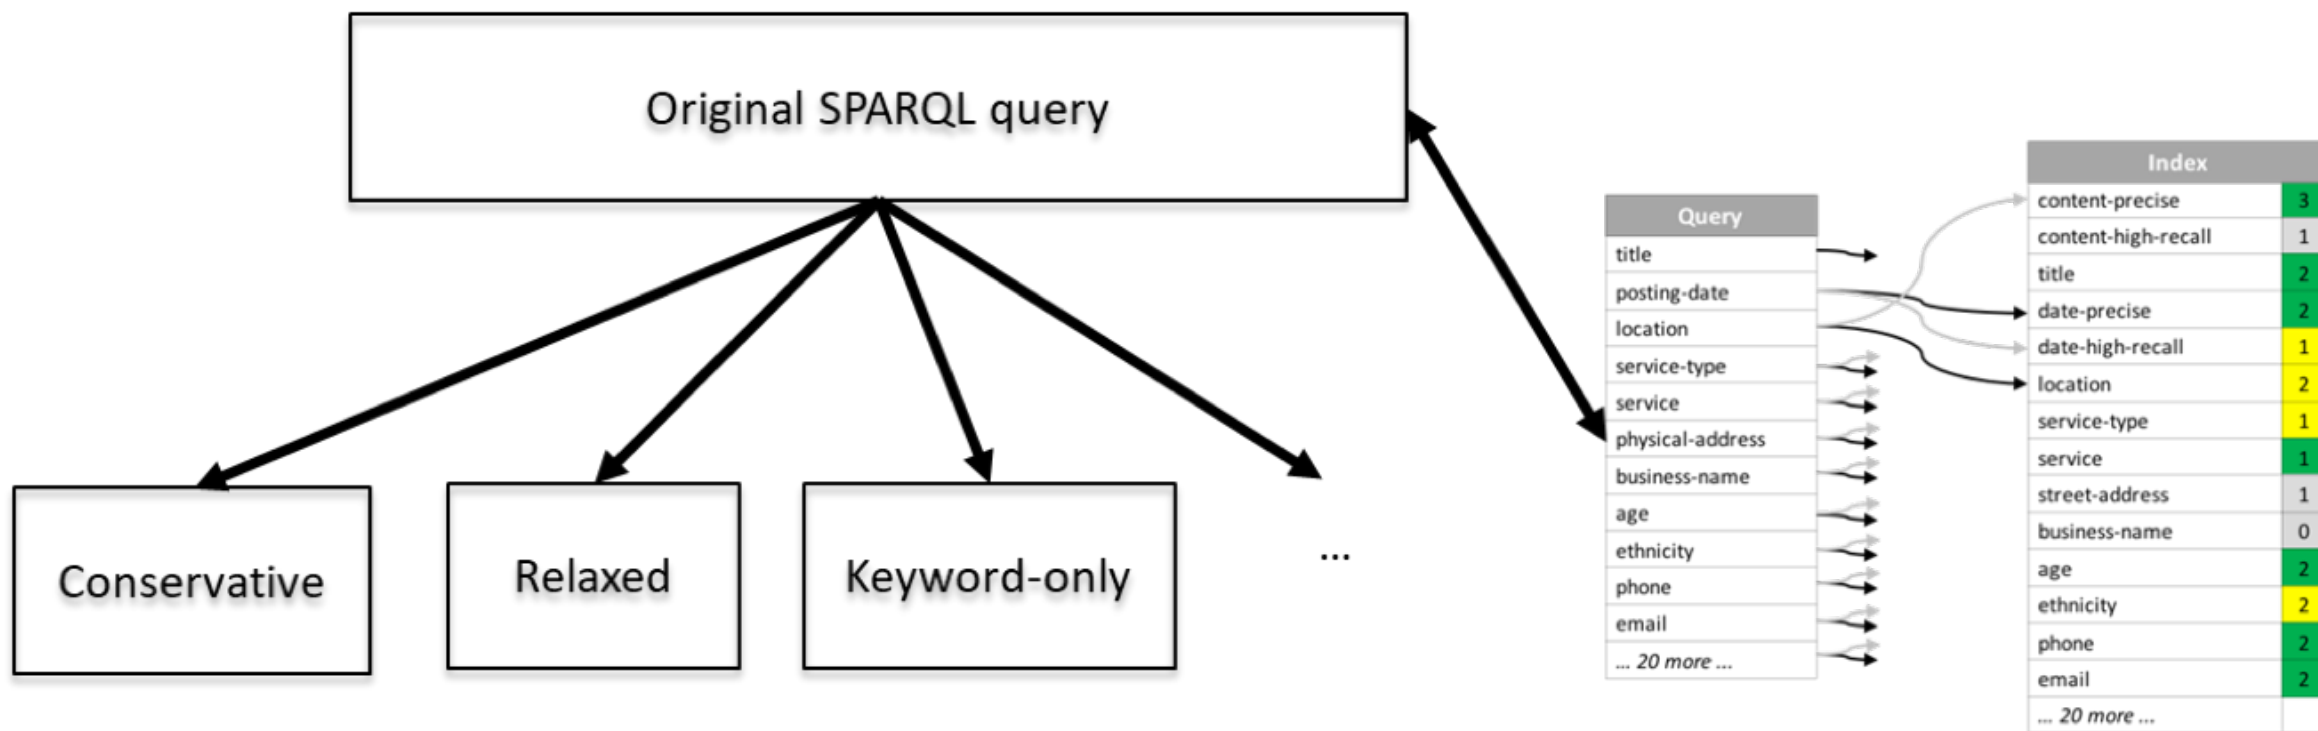 Original SPARQL query
Conservative
Relaxed
Keyword-only
...
Query
title
posting-date
location
service-type
service
physical-address
business-name
age
ethnicity
phone
email
... 20 more ...
Index
content-precise 3
content-high-recall 1
title 2
date-precise 2
date-high-recall 1
location 2
service-type 1
service 1
street-address 1
business-name 0
age 2
ethnicity 2
phone 2
email 2
... 20 more ...